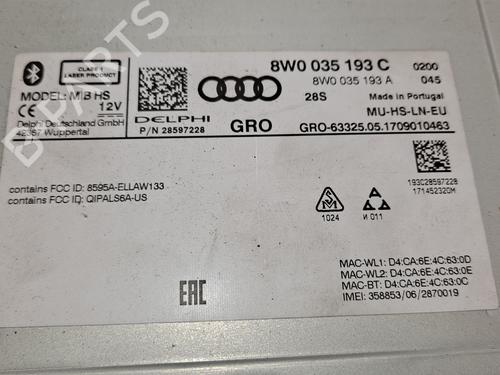 CLASS 1
LASER PRODUCT
MODEL: MIB HS
12V
Delphi Deutschland GmbH
42367 Wuppertal
DELPHI
P/N 28597228
8W0 035 193 C 0200
8W0 035 193 A 045
28S Made in Portugal
MU-HS-LN-EU
GRO GRO-63325.05.1709010463
contains FCC ID: 8595A-ELLAW133
contains FCC ID: QIPALS6A-US
1024
И 011
193C28597228
171452320M
MAC-WL1: D4:CA:6E:4C:63:0D
MAC-WL2: D4:CA:6E:4C:63:0E
MAC-BT: D4:CA:6E:4C:63:0C
IMEI: 358853/06/2870019
EAC